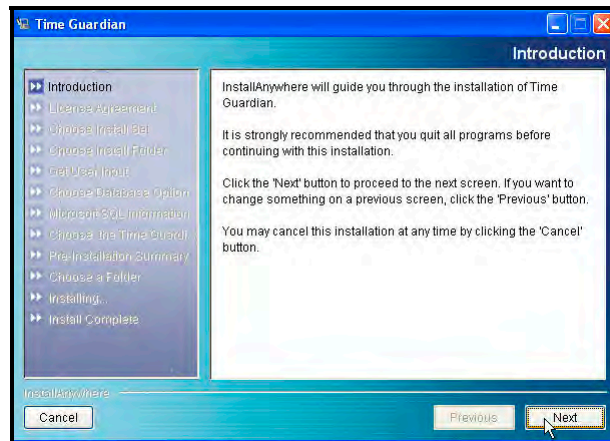 Time Guardian
Introduction
Introduction
License Agreement
Choose Install Set
Choose Install Folder
Get User Input
Choose Database Option
Microsoft SQL Information
Choose the Time Guardi
Pre-Installation Summary
Choose a Folder
Installing...
Install Complete
InstallAnywhere will guide you through the installation of Time
Guardian.
It is strongly recommended that you quit all programs before
continuing with this installation.
Click the 'Next' button to proceed to the next screen. If you want to
change something on a previous screen, click the 'Previous' button.
You may cancel this installation at any time by clicking the 'Cancel'
button.
InstallAnywhere
Cancel
Previous
Next